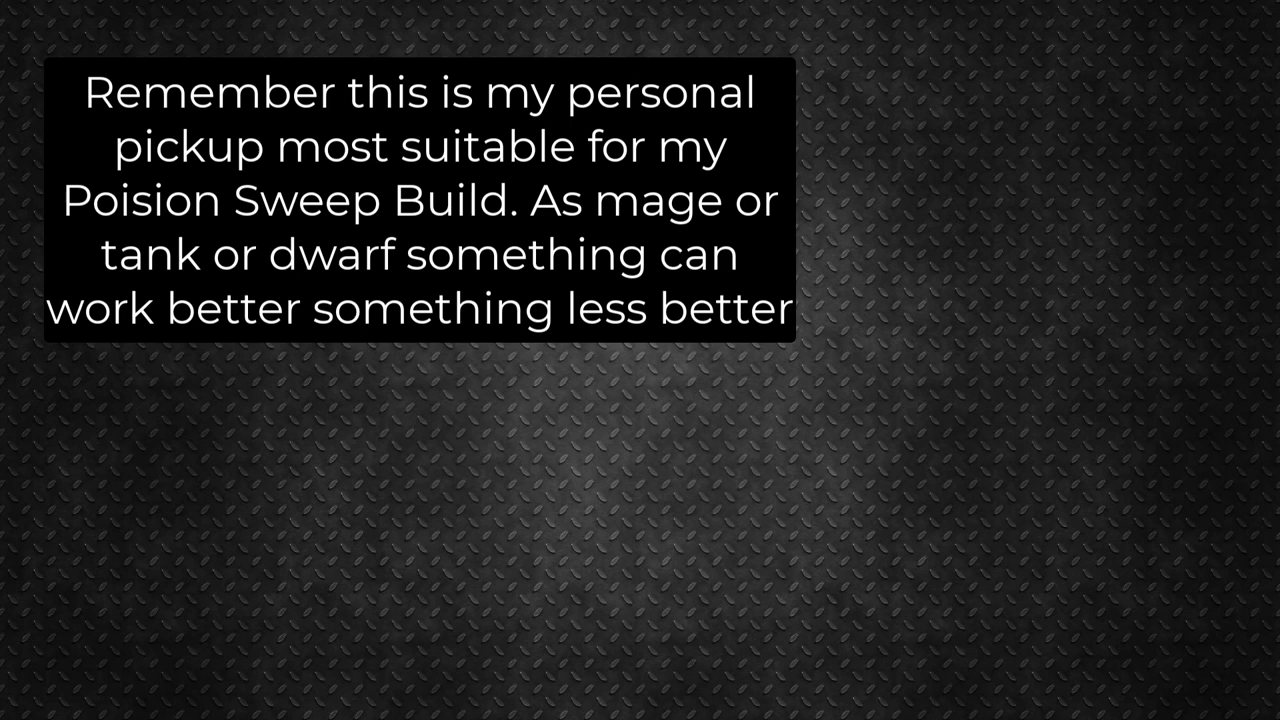 Remember this is my personal
pickup most suitable for my
Poision Sweep Build. As mage or
tank or dwarf something can
work better something less better